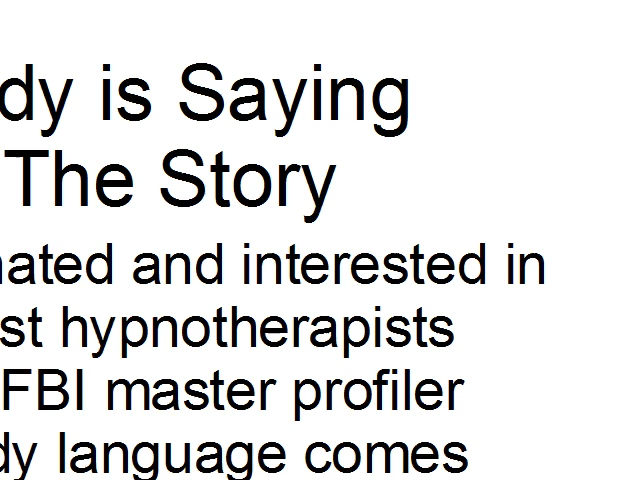 dy is Saying
The Story
nated and interested in
st hypnotherapists
FBI master profiler
dy language comes